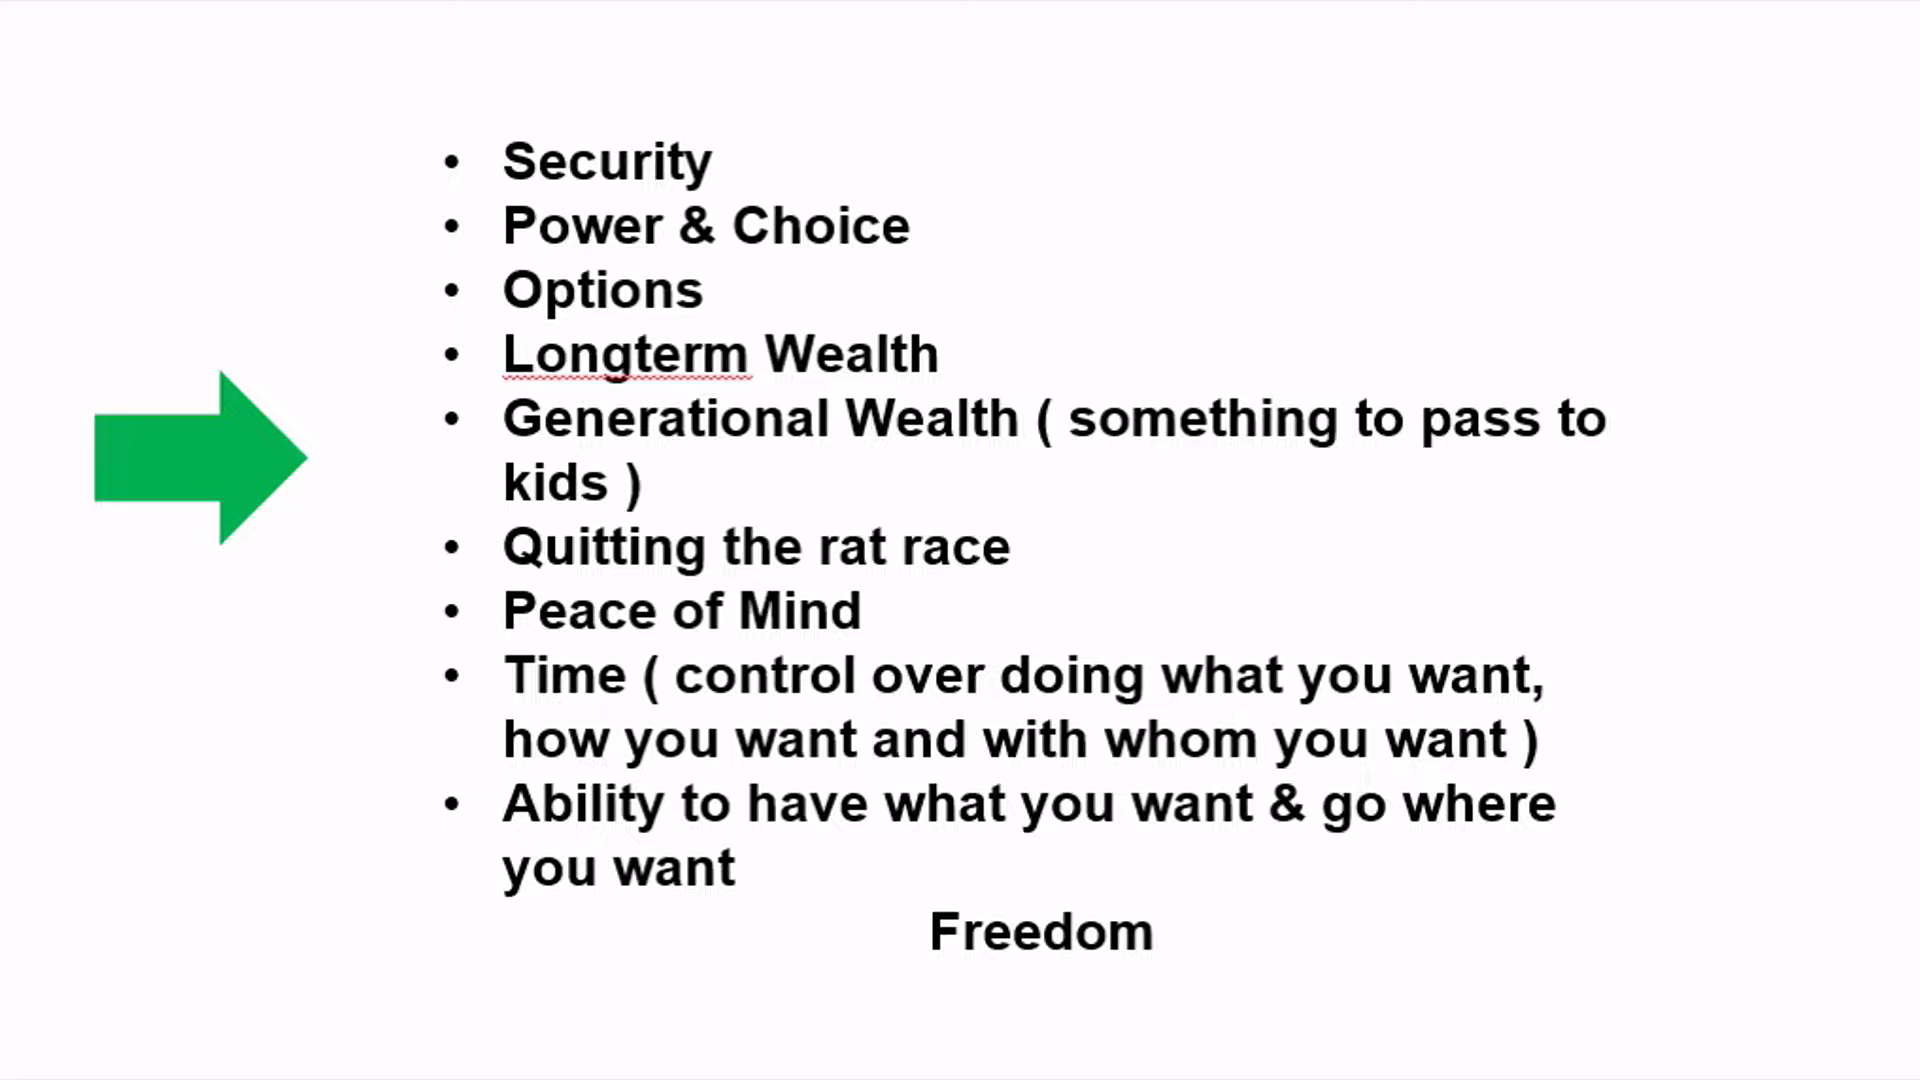 • Security
• Power & Choice
• Options
• Longterm Wealth
• Generational Wealth ( something to pass to
kids )
• Quitting the rat race
• Peace of Mind
• Time ( control over doing what you want,
how you want and with whom you want )
• Ability to have what you want & go where
you want
Freedom